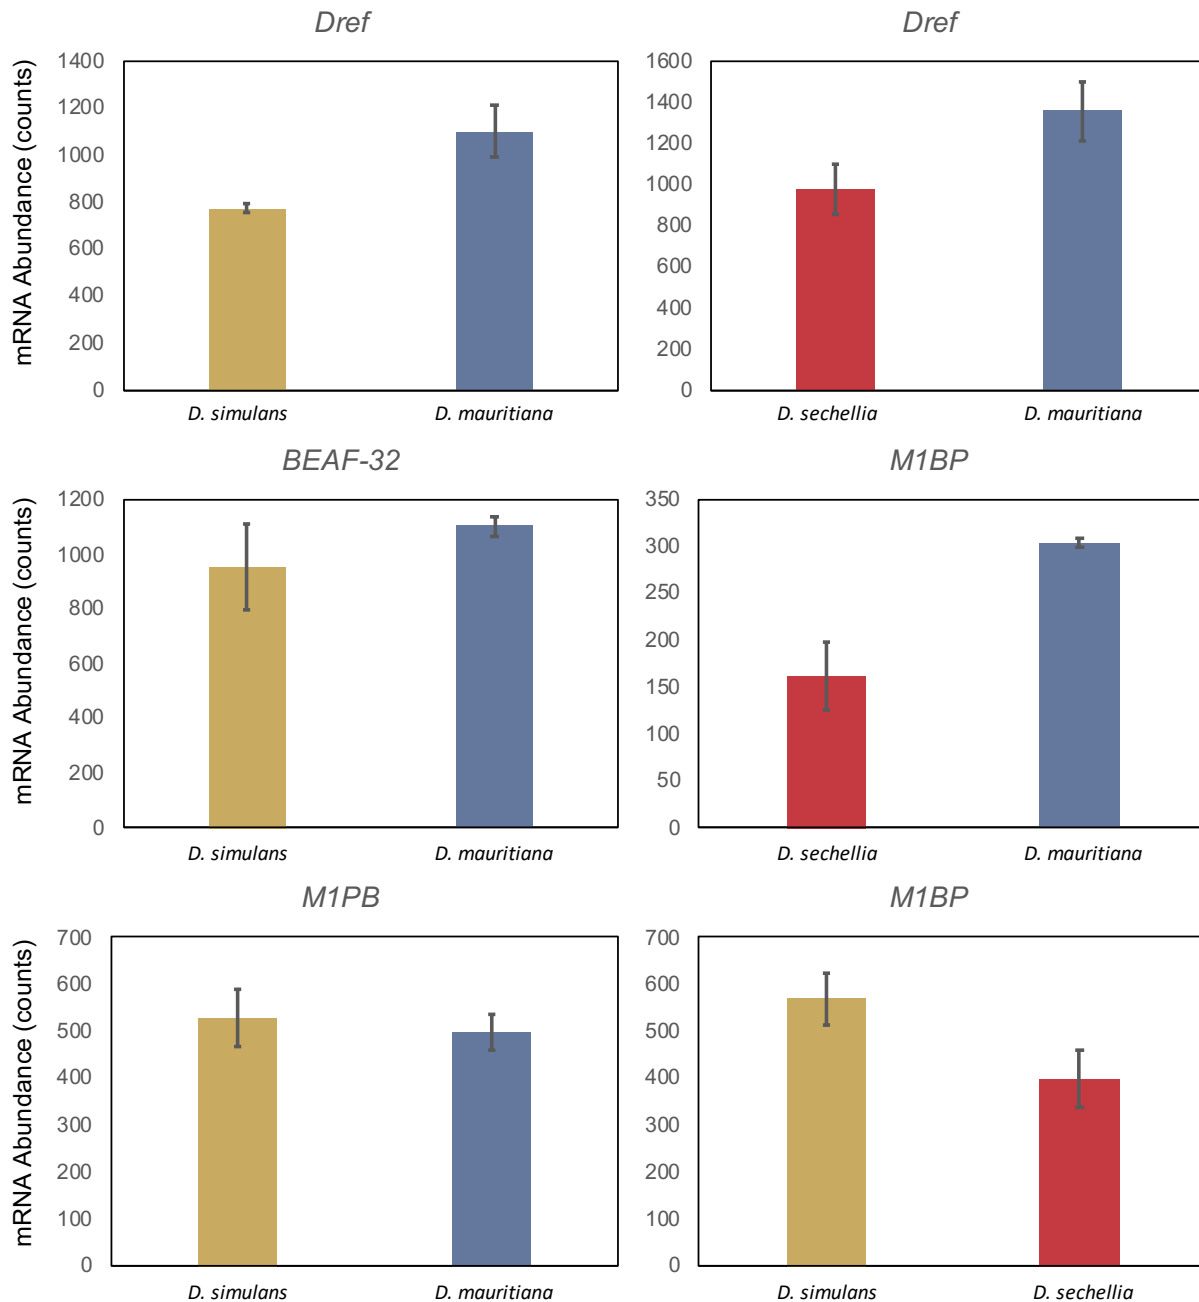 Dref
mRNA Abundance (counts)
1400
1200
1000
800
600
400
200
0
D. simulans
D. mauritiana
Dref
1600
1400
1200
1000
800
600
400
200
0
D. sechellia
D. mauritiana
BEAF-32
mRNA Abundance (counts)
1200
1000
800
600
400
200
0
D. simulans
D. mauritiana
M1BP
350
300
250
200
150
100
50
0
D. sechellia
D. mauritiana
M1PB
mRNA Abundance (counts)
700
600
500
400
300
200
100
0
D. simulans
D. mauritiana
M1BP
700
600
500
400
300
200
100
0
D. simulans
D. sechellia